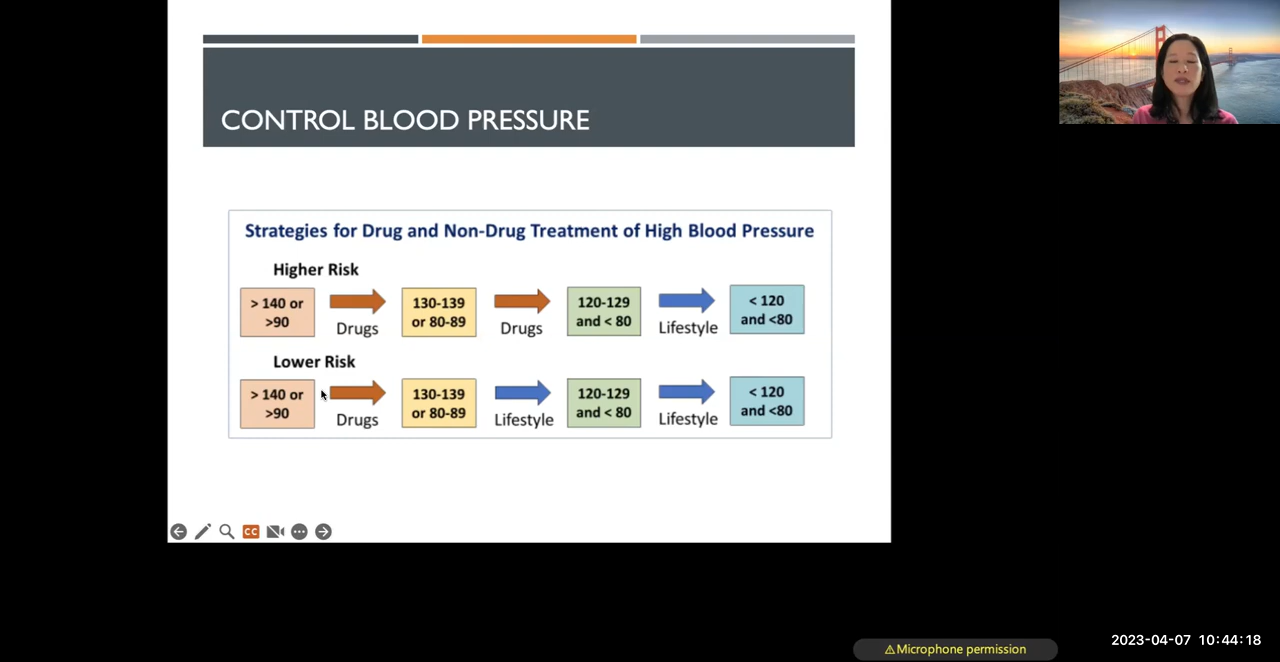 CONTROL BLOOD PRESSURE
Strategies for Drug and Non-Drug Treatment of High Blood Pressure
Higher Risk
> 140 or
>90
Drugs
130-139
or 80-89
Drugs
120-129
and < 80
Lifestyle
< 120
and <80
Lower Risk
> 140 or
>90
Drugs
130-139
or 80-89
Lifestyle
120-129
and < 80
Lifestyle
< 120
and <80
CC
⚠Microphone permission
2023-04-07 10:44:18